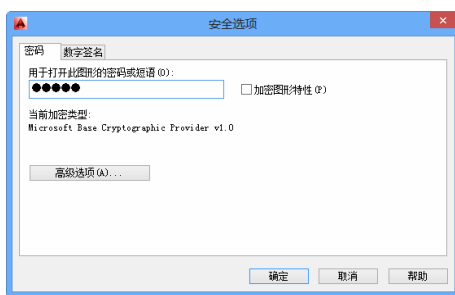 安全选项
密码 数字签名
用于打开此图形的密码或短语(O):
●●●●●
加密图形特性(P)
当前加密类型:
Microsoft Base Cryptographic Provider v1.0
高级选项(A)...
确定 取消 帮助